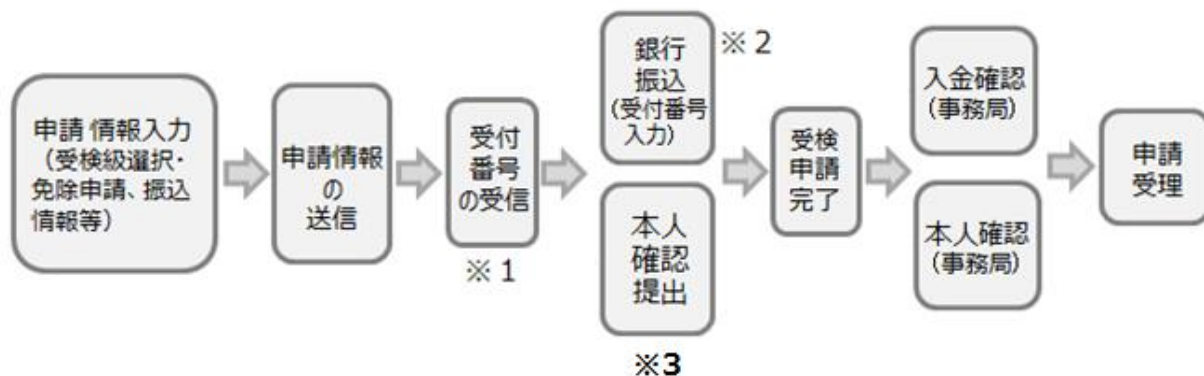 申請 情報入力
（受検級選択・
免除申請、振込
情報等）
申請情報
の
送信
受付
番号
の受信
※１
銀行
振込
(受付番号
入力)
※２
本人
確認
提出
※3
受検
申請
完了
入金確認
(事務局)
本人確認
(事務局)
申請
受理